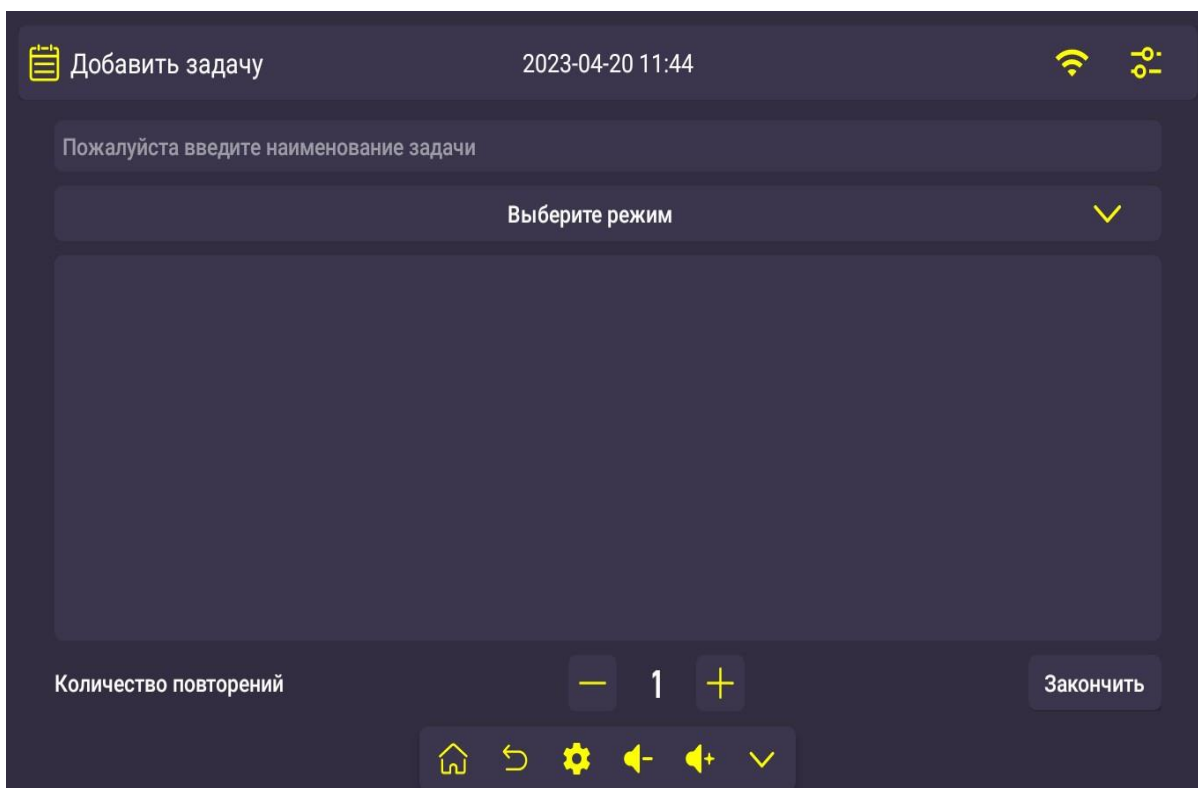 Добавить задачу 2023-04-20 11:44
Пожалуйста введите наименование задачи
Выберите режим
Количество повторений 1 Закончить